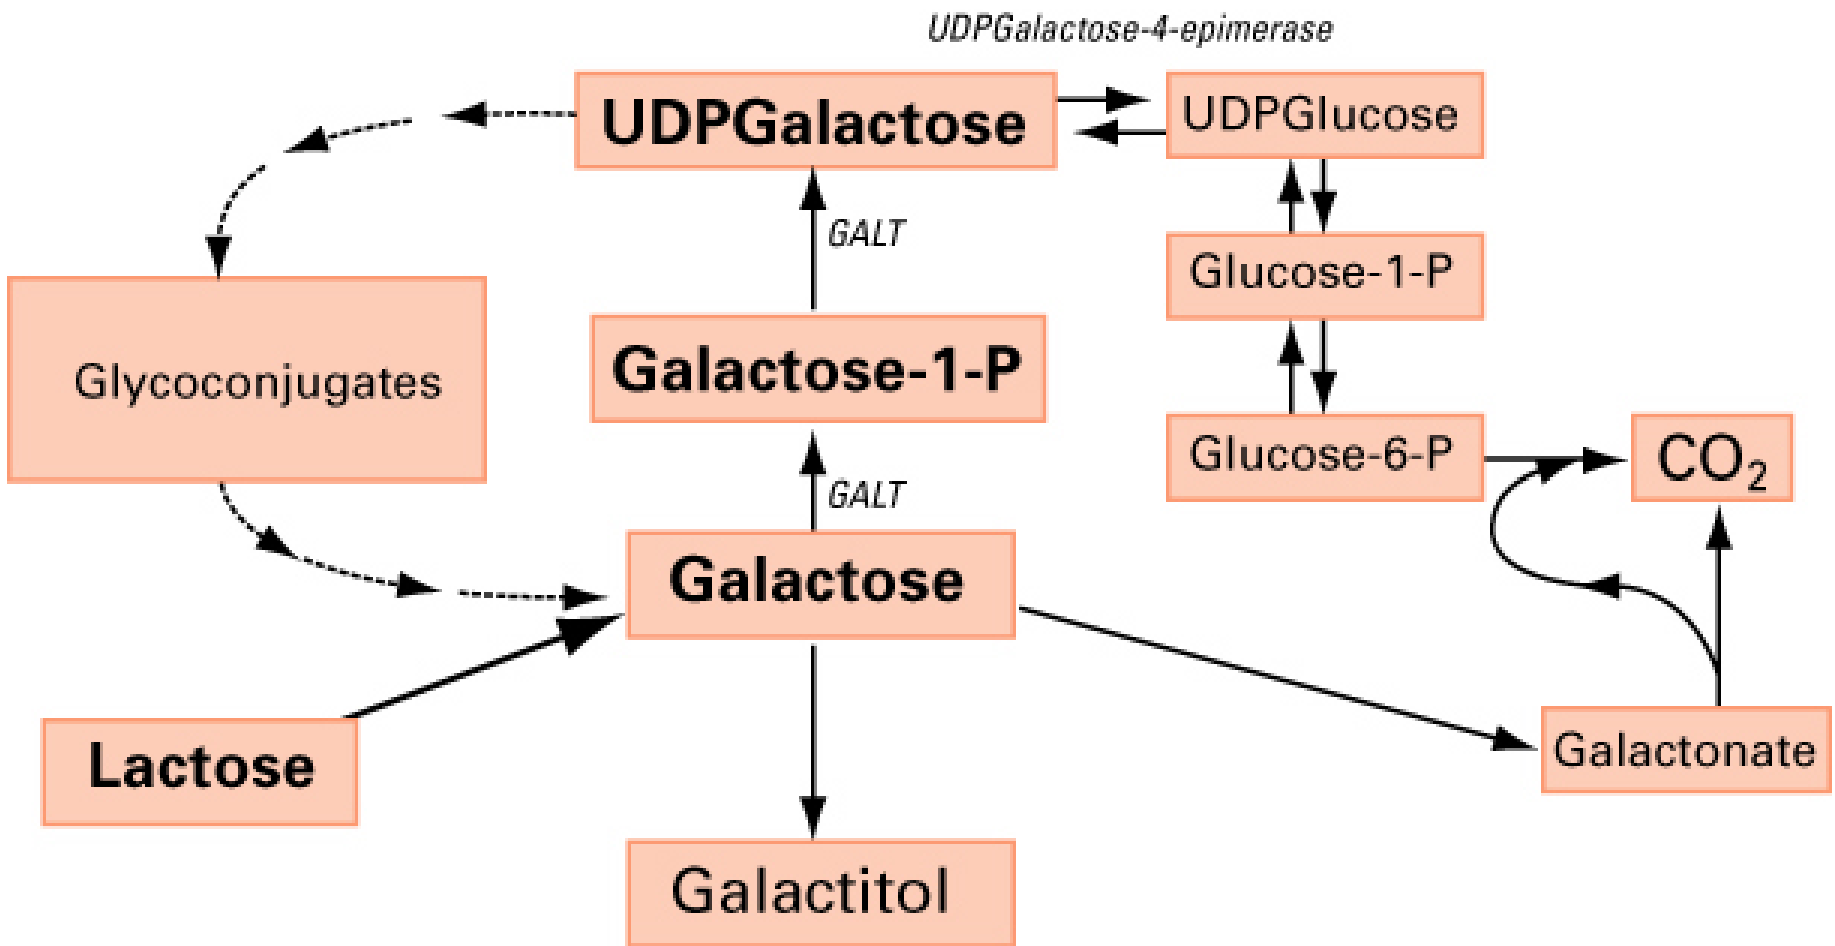 UDPGalactose-4-epimerase
UDPGalactose
UDPGlucose
GALT
Glucose-1-P
Galactose-1-P
Glycoconjugates
Glucose-6-P
CO₂
GALT
Galactose
Lactose
Galactonate
Galactitol